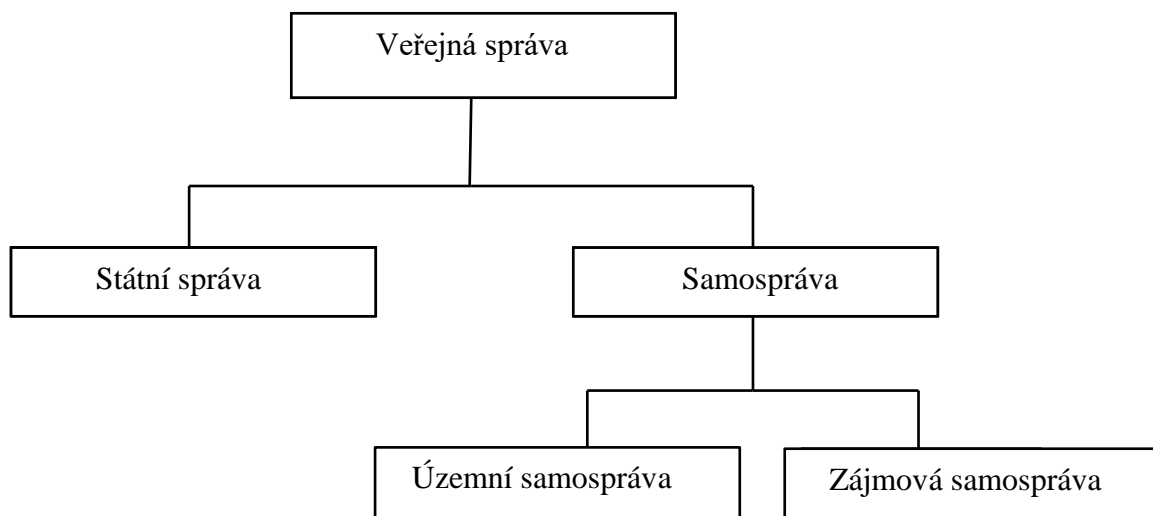 Veřejná správa
Státní správa
Samospráva
Územní samospráva
Zájmová samospráva